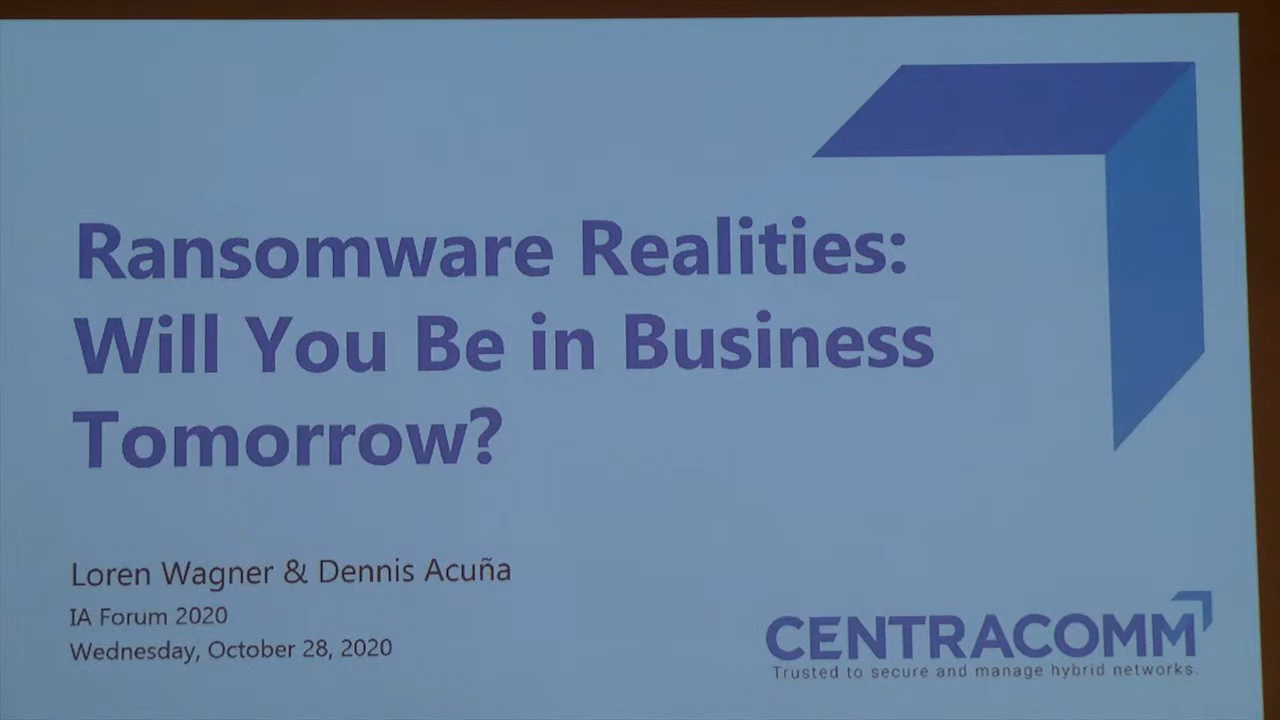 Ransomware Realities:
Will You Be in Business
Tomorrow?
Loren Wagner & Dennis Acuña
IA Forum 2020
Wednesday, October 28, 2020
CENTRACOMM
Trusted to secure and manage hybrid networks.